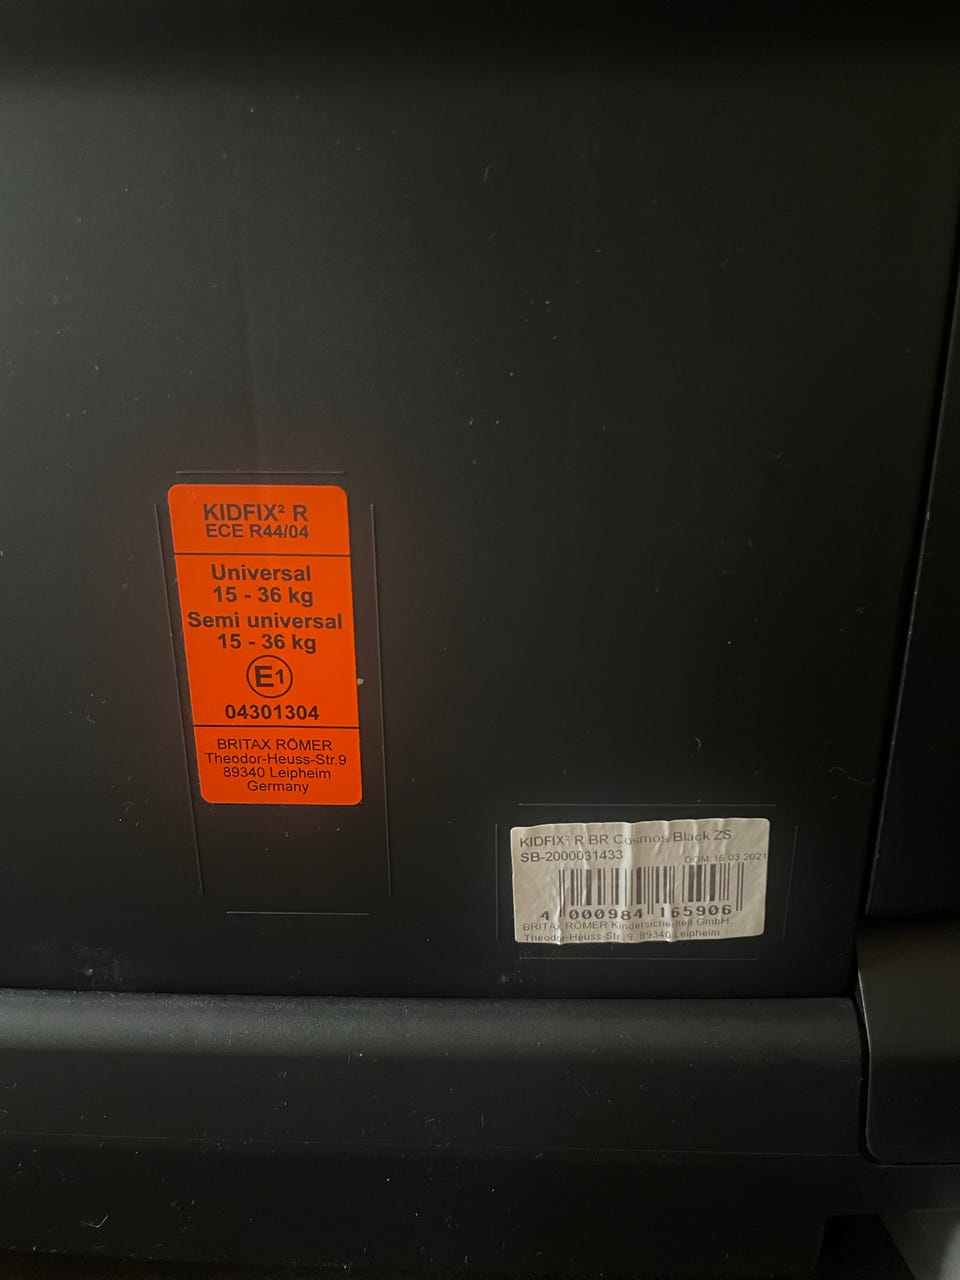 KIDFIX² R
ECE R44/04
Universal
15 - 36 kg
Semi universal
15 - 36 kg
E1
04301304
BRITAX RÖMER
Theodor-Heuss-Str.9
89340 Leipheim
Germany
KIDFIX² R BR Cosmos Black ZS
SB-2000031433 DOM: 16.03.2021
4 000984 165906
BRITAX RÖMER Kindersicherheit GmbH,
Theodor-Heuss-Str. 9, 89340 Leipheim